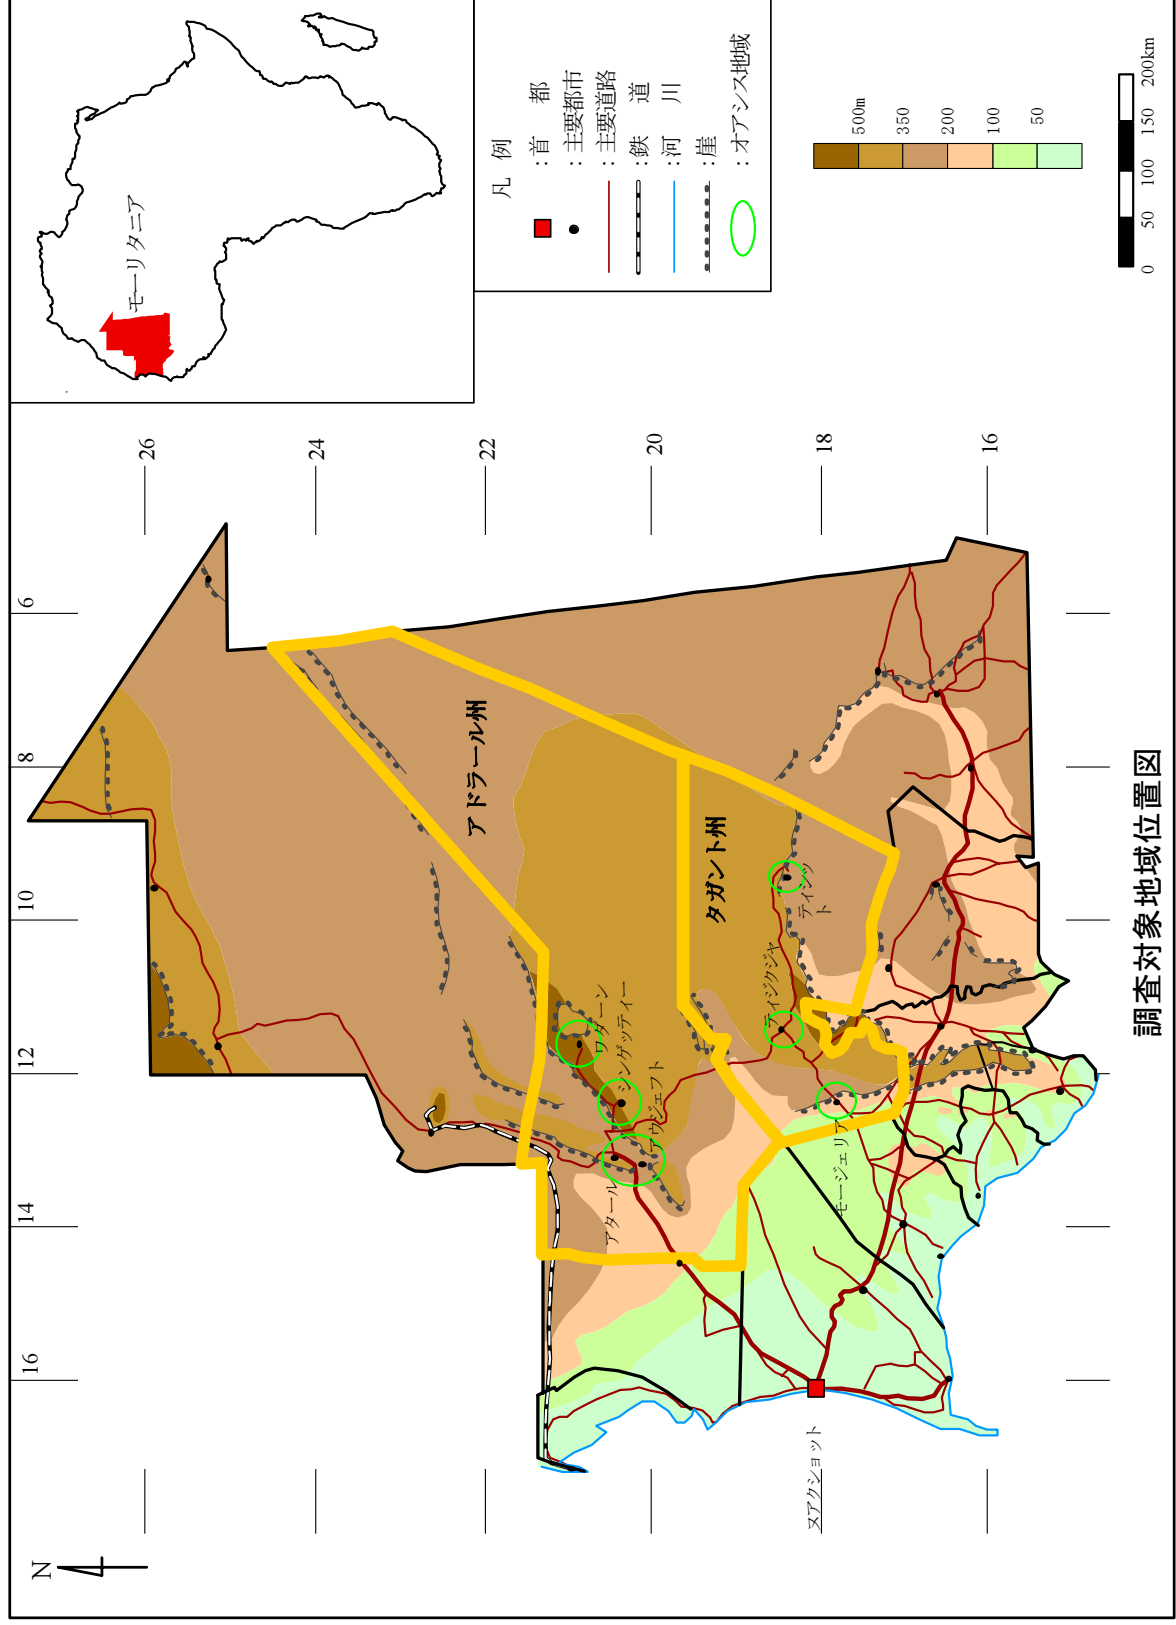 調査対象地域位置図
N
モーリタニア
凡例
:首都
:主要都市
:主要道路
:鉄道
:河川
:崖
:オアシス地域
500m
350
200
100
50
0 50 100 150 200km
16 14 12 10 8 6
26
24
22
20
18
16
アドラール州
タガント州
ワダーン
シンゲッティー
アウジェフト
アタール
ティジクジャ
ティシット
モージェリア
ヌアクショット